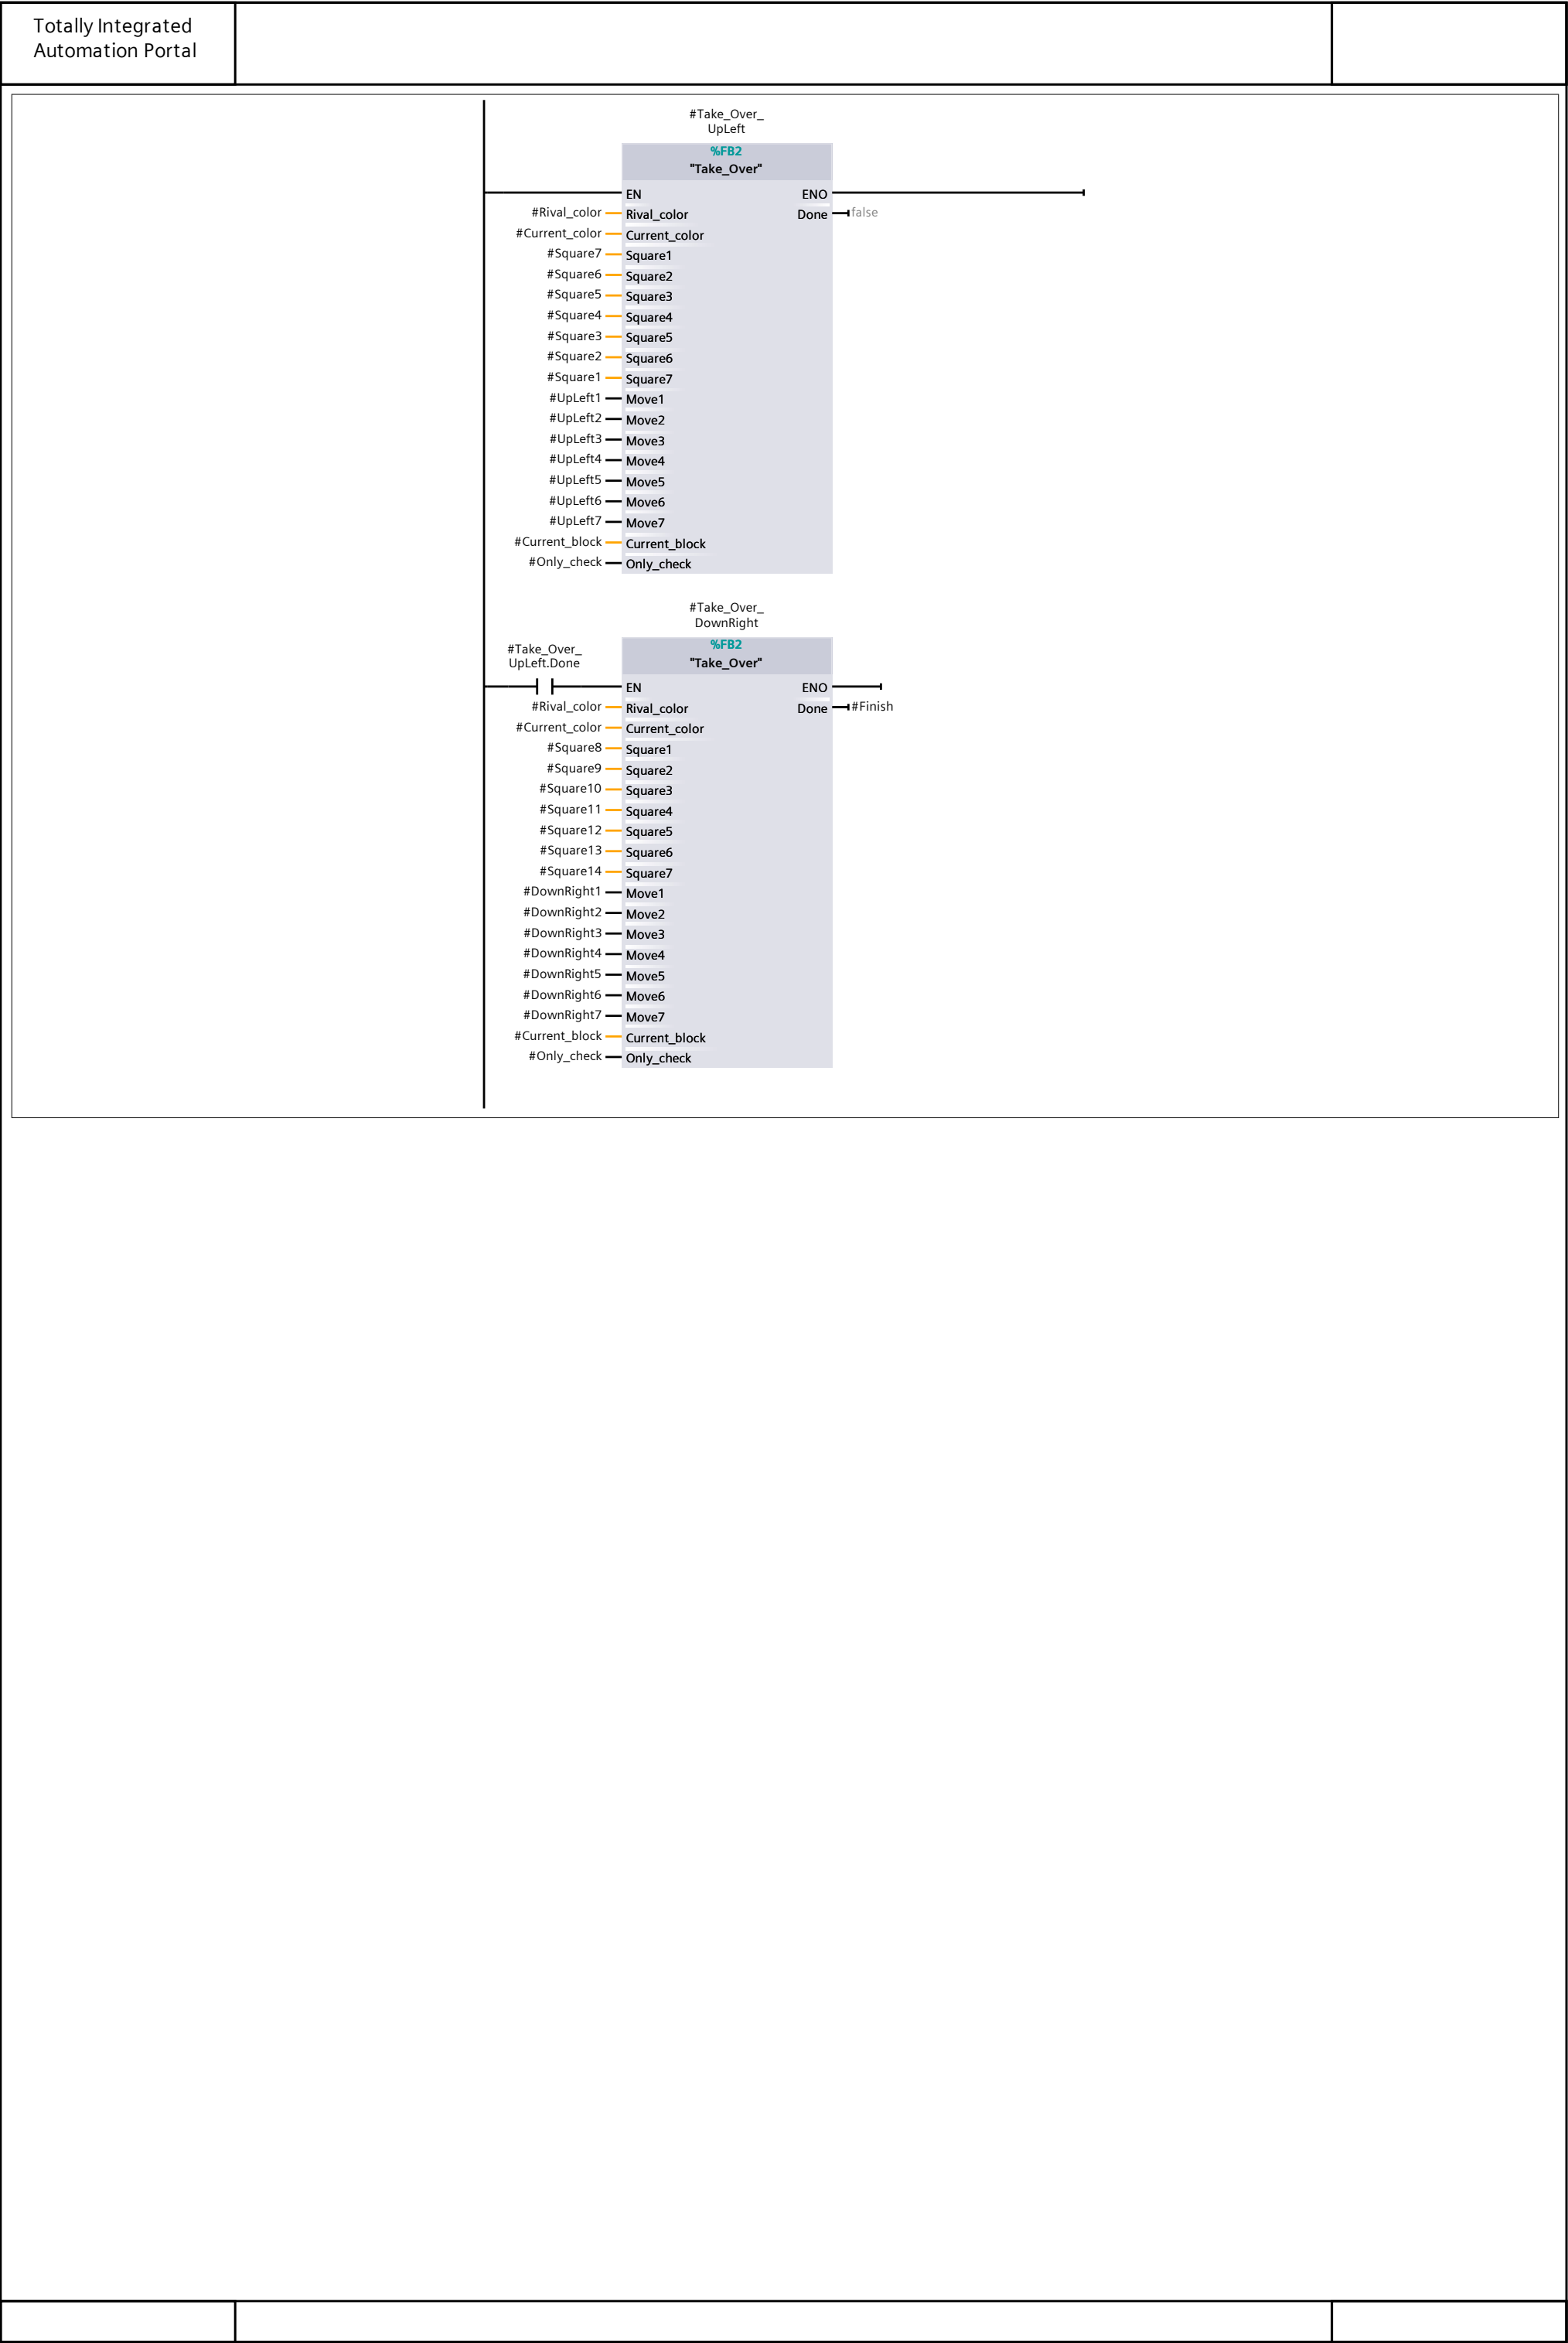 Totally Integrated
Automation Portal
#Take_Over_
UpLeft
%FB2
"Take_Over"
EN ENO
#Rival_color Rival_color Done false
#Current_color Current_color
#Square7 Square1
#Square6 Square2
#Square5 Square3
#Square4 Square4
#Square3 Square5
#Square2 Square6
#Square1 Square7
#UpLeft1 Move1
#UpLeft2 Move2
#UpLeft3 Move3
#UpLeft4 Move4
#UpLeft5 Move5
#UpLeft6 Move6
#UpLeft7 Move7
#Current_block Current_block
#Only_check Only_check
#Take_Over_
DownRight
#Take_Over_
UpLeft.Done
%FB2
"Take_Over"
EN ENO
#Rival_color Rival_color Done #Finish
#Current_color Current_color
#Square8 Square1
#Square9 Square2
#Square10 Square3
#Square11 Square4
#Square12 Square5
#Square13 Square6
#Square14 Square7
#DownRight1 Move1
#DownRight2 Move2
#DownRight3 Move3
#DownRight4 Move4
#DownRight5 Move5
#DownRight6 Move6
#DownRight7 Move7
#Current_block Current_block
#Only_check Only_check